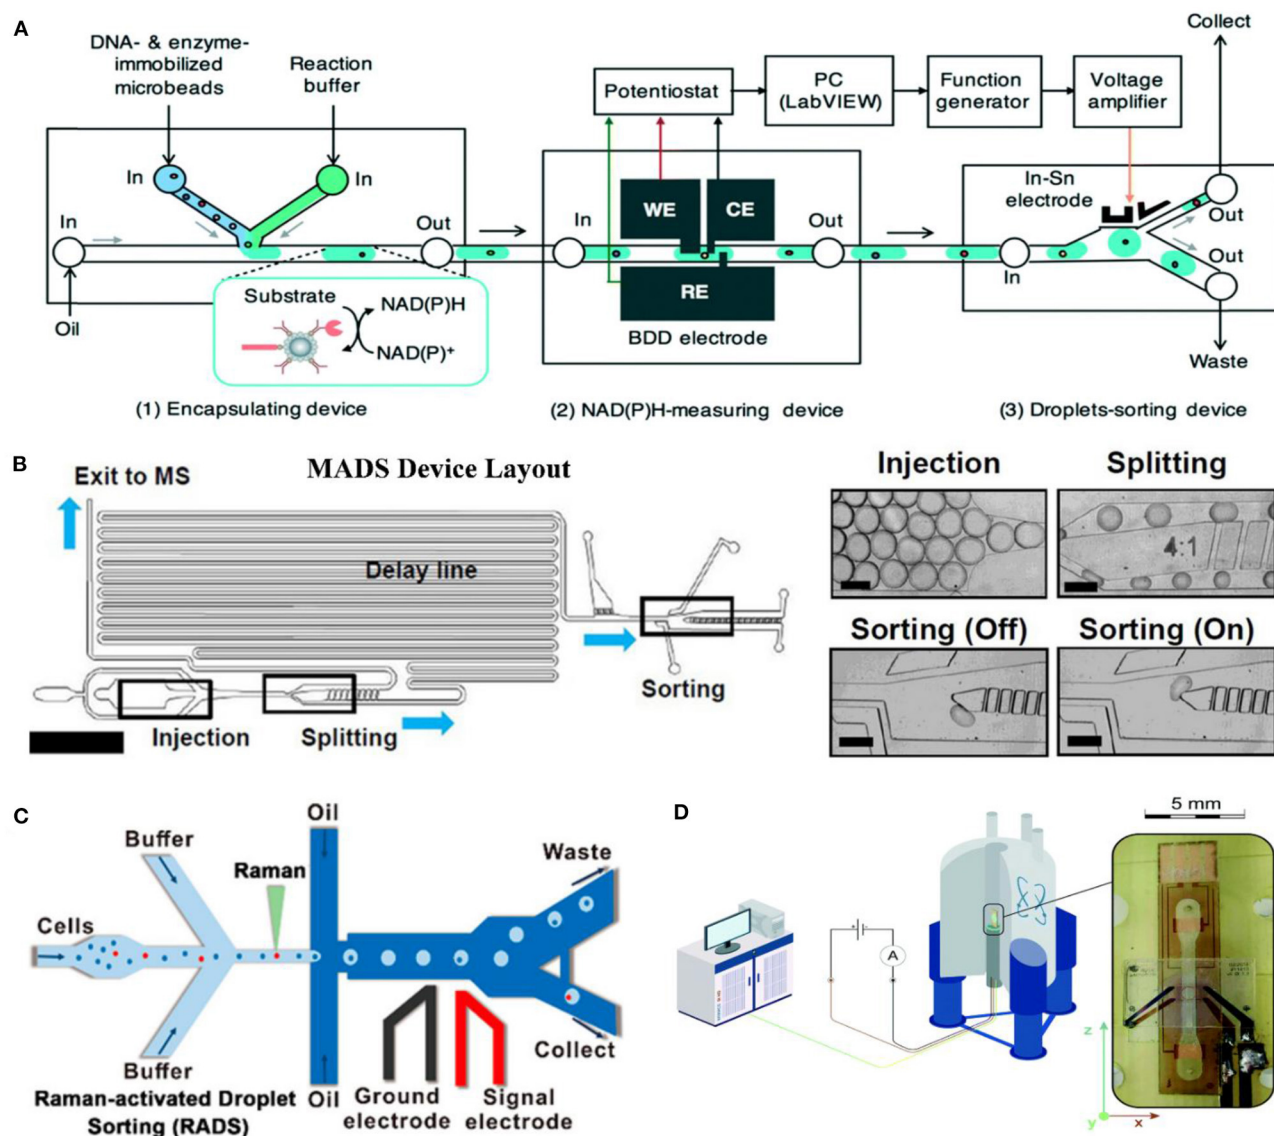 A
DNA- & enzyme-
immobilized
microbeads
Reaction
buffer
In
In
In
Oil
Out
Substrate
NAD(P)H
NAD(P)+
(1) Encapsulating device
Potentiostat
PC
(LabVIEW)
Function
generator
Voltage
amplifier
In
WE
CE
RE
Out
BDD electrode
(2) NAD(P)H-measuring device
Collect
In-Sn
electrode
Out
Out
In
Waste
(3) Droplets-sorting device
B
MADS Device Layout
Exit to MS
Delay line
Injection
Splitting
Sorting
Injection
Splitting
4:1
Sorting (Off)
Sorting (On)
C
Buffer
Oil
Raman
Cells
Waste
Buffer
Oil
Collect
Raman-activated Droplet
Sorting (RADS)
Ground
electrode
Signal
electrode
D
5 mm
A
z
y
x